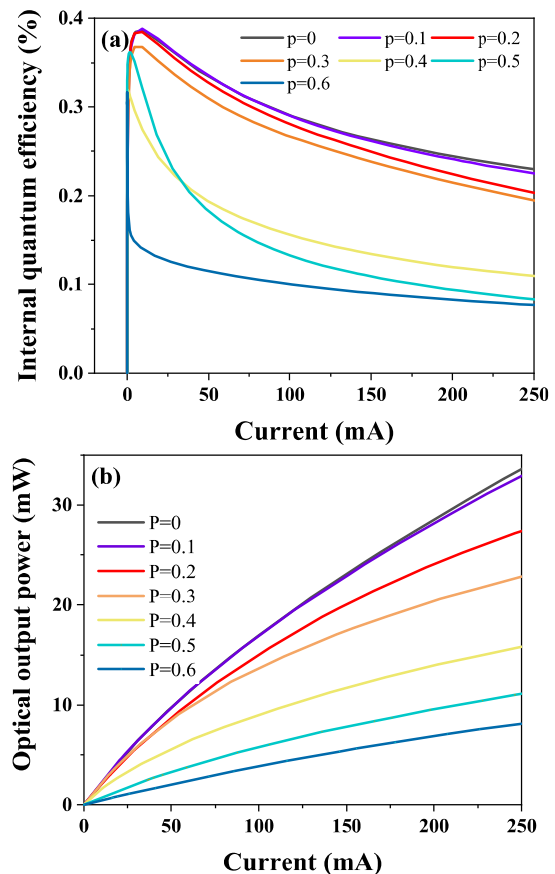 (a)
p=0 p=0.1 p=0.2
p=0.3 p=0.4 p=0.5
p=0.6
Internal quantum efficiency (%)
0.4
0.3
0.2
0.1
0.0
0 50 100 150 200 250
Current (mA)
(b)
P=0
P=0.1
P=0.2
P=0.3
P=0.4
P=0.5
P=0.6
Optical output power (mW)
30
20
10
0
0 50 100 150 200 250
Current (mA)